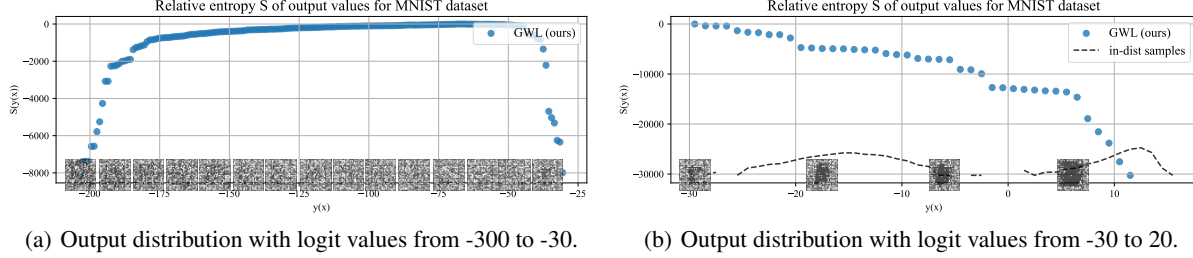 Relative entropy S of output values for MNIST dataset
GWL (ours)
0
−2000
−4000
−6000
−8000
S(y(x))
−200
−175
−150
−125
−100
−75
−50
−25
y(x)
(a) Output distribution with logit values from -300 to -30.
Relative entropy S of output values for MNIST dataset
GWL (ours)
in-dist samples
0
−10000
−20000
−30000
S(y(x))
−30
−20
−10
0
10
y(x)
(b) Output distribution with logit values from -30 to 20.